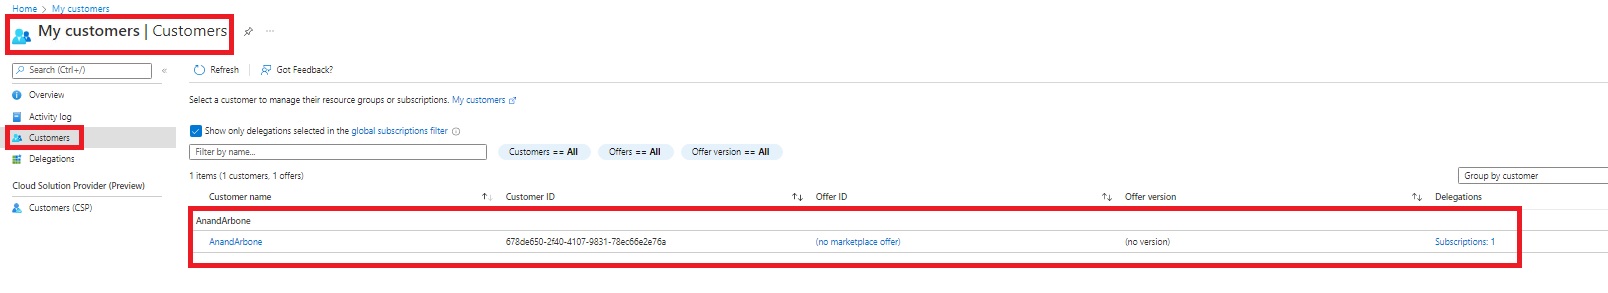 Home > My customers
My customers | Customers
Search (Ctrl+/)
Overview
Activity log
Customers
Delegations
Cloud Solution Provider (Preview)
Customers (CSP)
Refresh
Got Feedback?
Select a customer to manage their resource groups or subscriptions. My customers
Show only delegations selected in the global subscriptions filter
Filter by name...
Customers == All
Offers == All
Offer version == All
1 items (1 customers, 1 offers)
Group by customer
Customer name Customer ID Offer ID Offer version Delegations
AnandArbone
AnandArbone 678de650-2f40-4107-9831-78ec66e2e76a (no marketplace offer) (no version) Subscriptions: 1